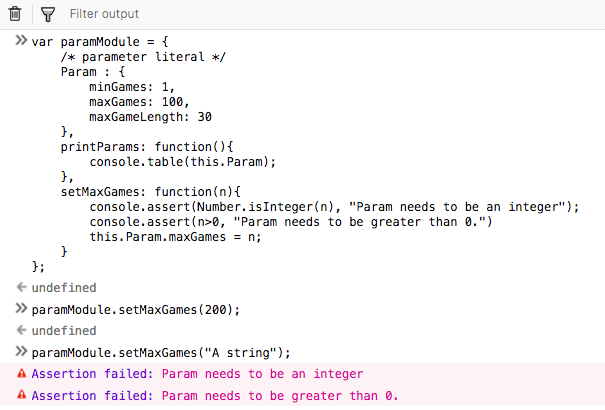 Filter output
var paramModule = {
/* parameter literal */
Param : {
minGames: 1,
maxGames: 100,
maxGameLength: 30
},
printParams: function(){
console.table(this.Param);
},
setMaxGames: function(n){
console.assert(Number.isInteger(n), "Param needs to be an integer");
console.assert(n>0, "Param needs to be greater than 0.")
this.Param.maxGames = n;
}
};
undefined
paramModule.setMaxGames(200);
undefined
paramModule.setMaxGames("A string");
Assertion failed: Param needs to be an integer
Assertion failed: Param needs to be greater than 0.